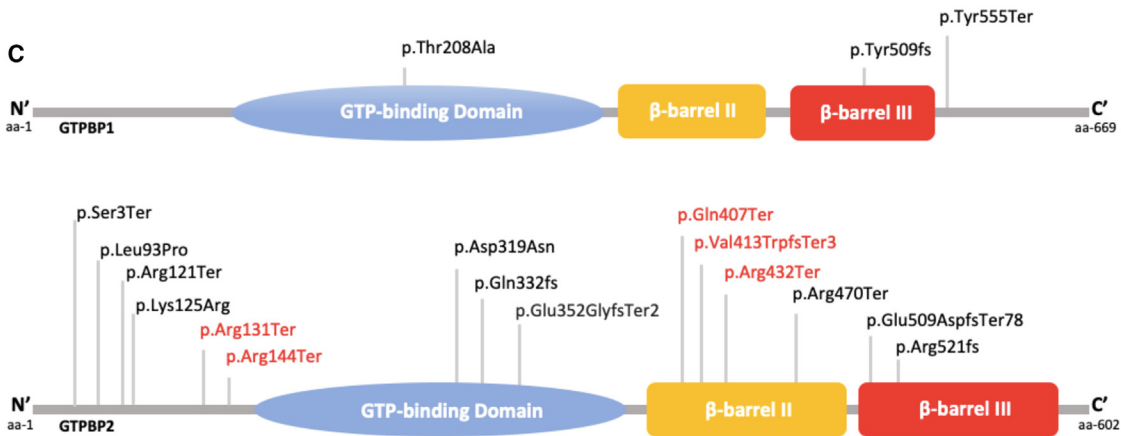 C
p.Tyr555Ter
p.Thr208Ala
p.Tyr509fs
N’
GTP-binding Domain
β-barrel II
β-barrel III
C’
aa-1
GTPBP1
aa-669
p.Ser3Ter
p.Gln407Ter
p.Leu93Pro
p.Asp319Asn
p.Val413TrpfsTer3
p.Arg121Ter
p.Gln332fs
p.Arg432Ter
p.Lys125Arg
p.Glu352GlyfsTer2
p.Arg470Ter
p.Arg131Ter
p.Glu509AspfsTer78
p.Arg144Ter
p.Arg521fs
N’
GTP-binding Domain
β-barrel II
β-barrel III
C’
aa-1
GTPBP2
aa-602